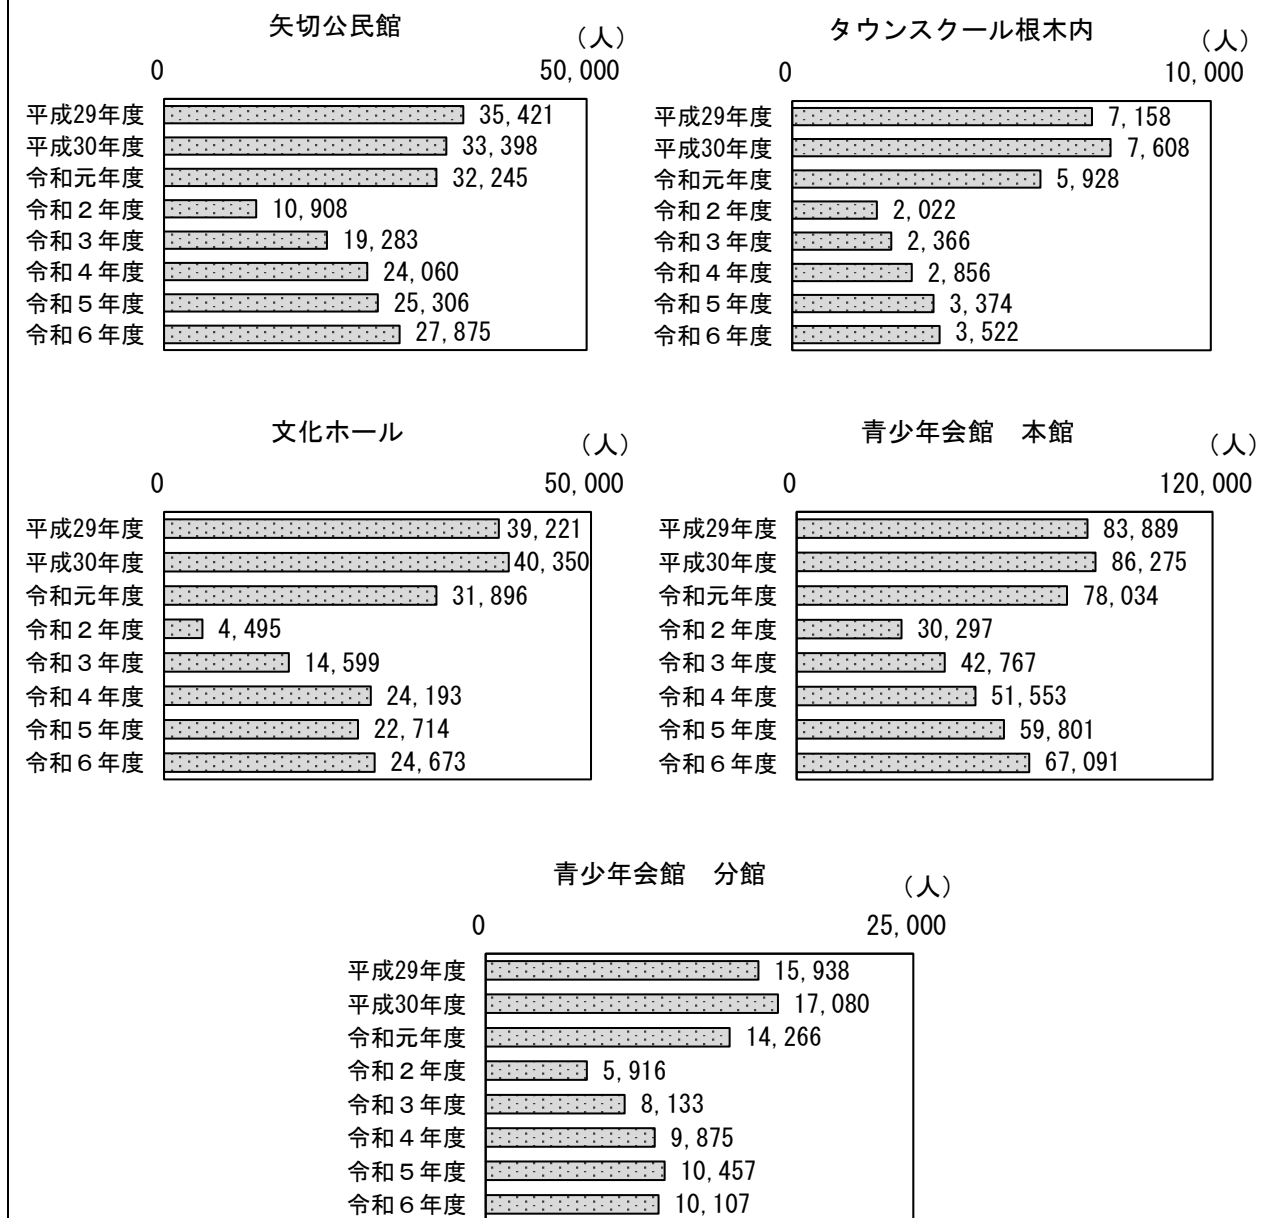 矢切公民館
(人)
0 50,000
平成29年度 35,421
平成30年度 33,398
令和元年度 32,245
令和２年度 10,908
令和３年度 19,283
令和４年度 24,060
令和５年度 25,306
令和６年度 27,875
タウンスクール根木内
(人)
0 10,000
平成29年度 7,158
平成30年度 7,608
令和元年度 5,928
令和２年度 2,022
令和３年度 2,366
令和４年度 2,856
令和５年度 3,374
令和６年度 3,522
文化ホール
(人)
0 50,000
平成29年度 39,221
平成30年度 40,350
令和元年度 31,896
令和２年度 4,495
令和３年度 14,599
令和４年度 24,193
令和５年度 22,714
令和６年度 24,673
青少年会館　本館
(人)
0 120,000
平成29年度 83,889
平成30年度 86,275
令和元年度 78,034
令和２年度 30,297
令和３年度 42,767
令和４年度 51,553
令和５年度 59,801
令和６年度 67,091
青少年会館　分館
(人)
0 25,000
平成29年度 15,938
平成30年度 17,080
令和元年度 14,266
令和２年度 5,916
令和３年度 8,133
令和４年度 9,875
令和５年度 10,457
令和６年度 10,107